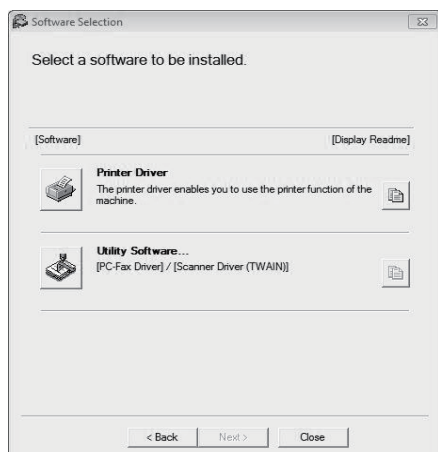 Software Selection
Select a software to be installed.
[Software] [Display Readme]
Printer Driver
The printer driver enables you to use the printer function of the
machine.
Utility Software...
[PC-Fax Driver] / [Scanner Driver (TWAIN)]
< Back Next > Close